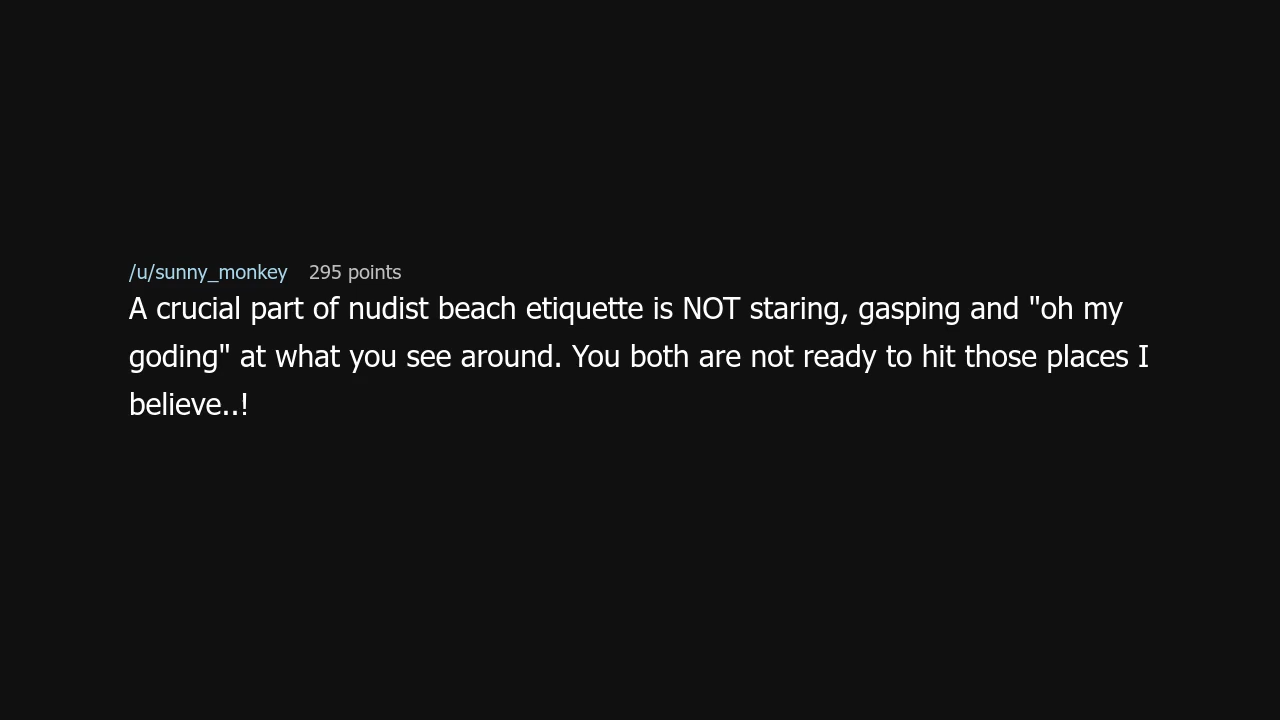 /u/sunny_monkey 295 points
A crucial part of nudist beach etiquette is NOT staring, gasping and "oh my
goding" at what you see around. You both are not ready to hit those places I
believe..!